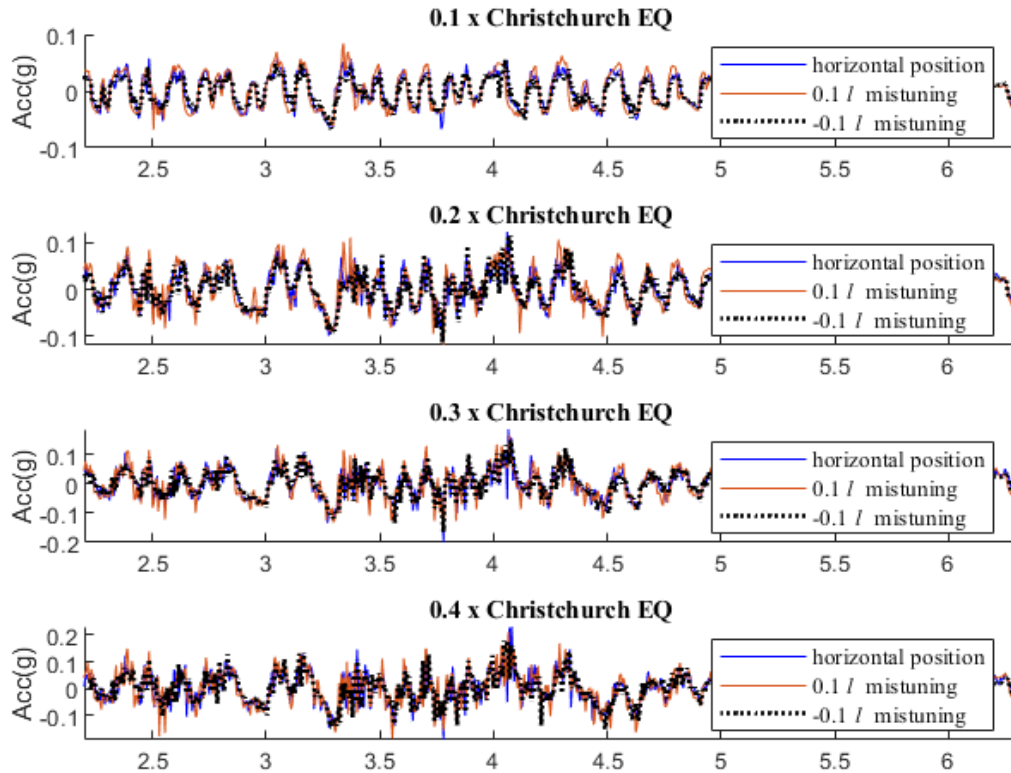 0.1 x Christchurch EQ
Acc(g)
0.1
0
-0.1
2.5 3 3.5 4 4.5 5 5.5 6
horizontal position
0.1 l mistuning
-0.1 l mistuning
0.2 x Christchurch EQ
Acc(g)
0.1
0
-0.1
2.5 3 3.5 4 4.5 5 5.5 6
horizontal position
0.1 l mistuning
-0.1 l mistuning
0.3 x Christchurch EQ
Acc(g)
0.1
0
-0.1
-0.2
2.5 3 3.5 4 4.5 5 5.5 6
horizontal position
0.1 l mistuning
-0.1 l mistuning
0.4 x Christchurch EQ
Acc(g)
0.2
0.1
0
-0.1
2.5 3 3.5 4 4.5 5 5.5 6
horizontal position
0.1 l mistuning
-0.1 l mistuning